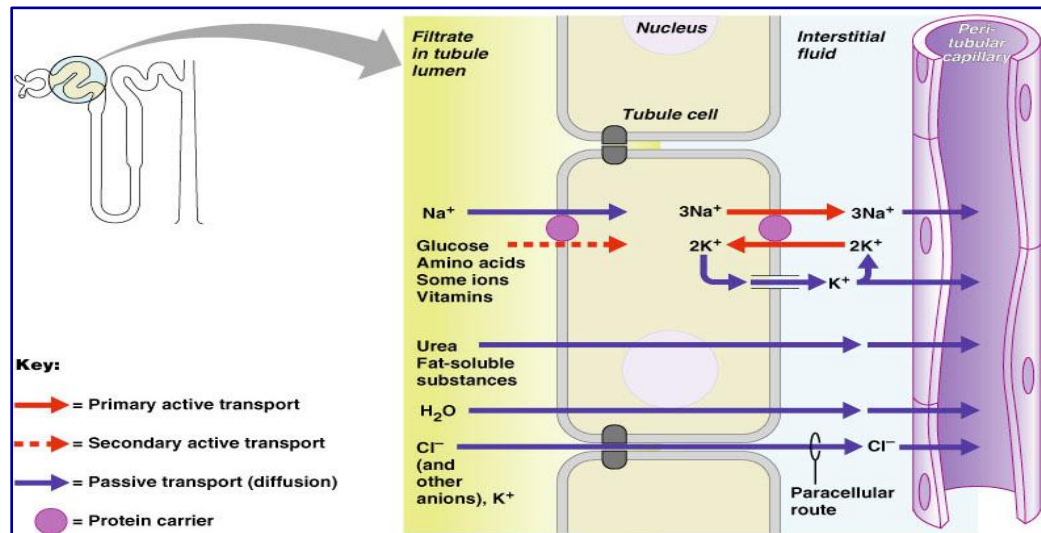 Filtrate
in tubule
lumen
Nucleus
Interstitial
fluid
Peri-
tubular
capillary
Tubule cell
Na⁺
3Na⁺
3Na⁺
Glucose
Amino acids
Some ions
Vitamins
2K⁺
2K⁺
K⁺
Urea
Fat-soluble
substances
H₂O
Cl⁻
(and
other
anions), K⁺
Cl⁻
Paracellular
route
Key:
= Primary active transport
= Secondary active transport
= Passive transport (diffusion)
= Protein carrier